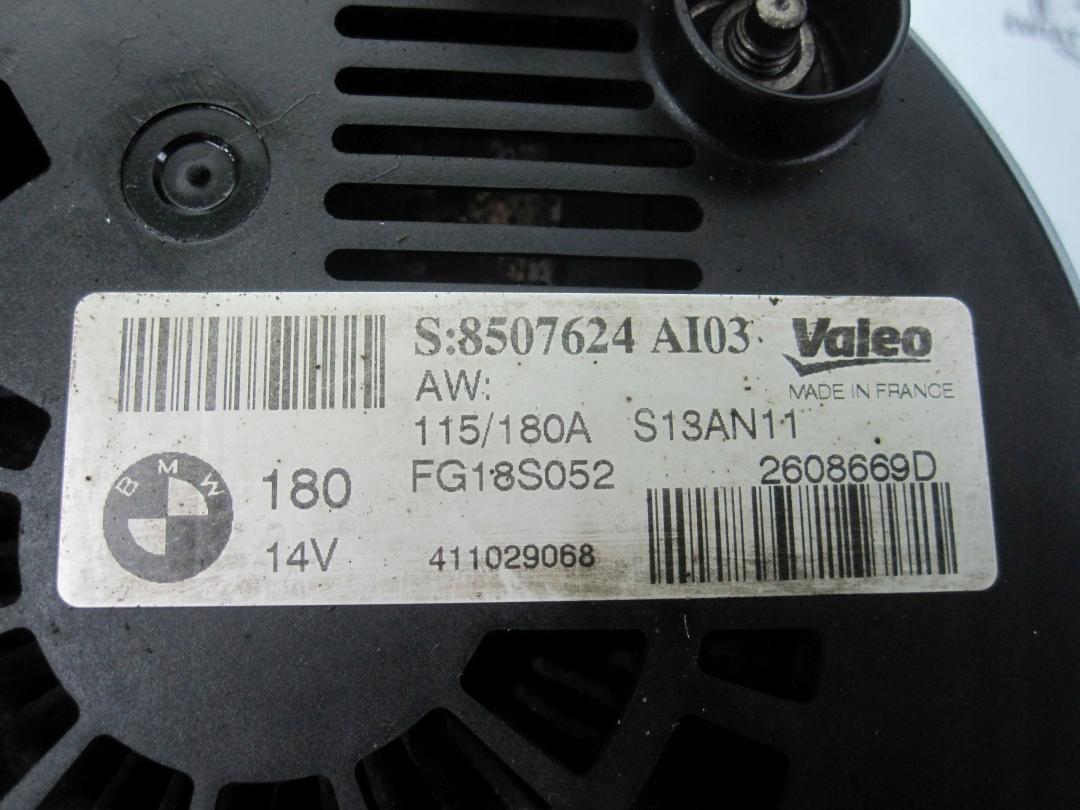 S:8507624 AI03 Valeo
AW:
MADE IN FRANCE
115/180A S13AN11
FG18S052 2608669D
BMW 180
14V 411029068